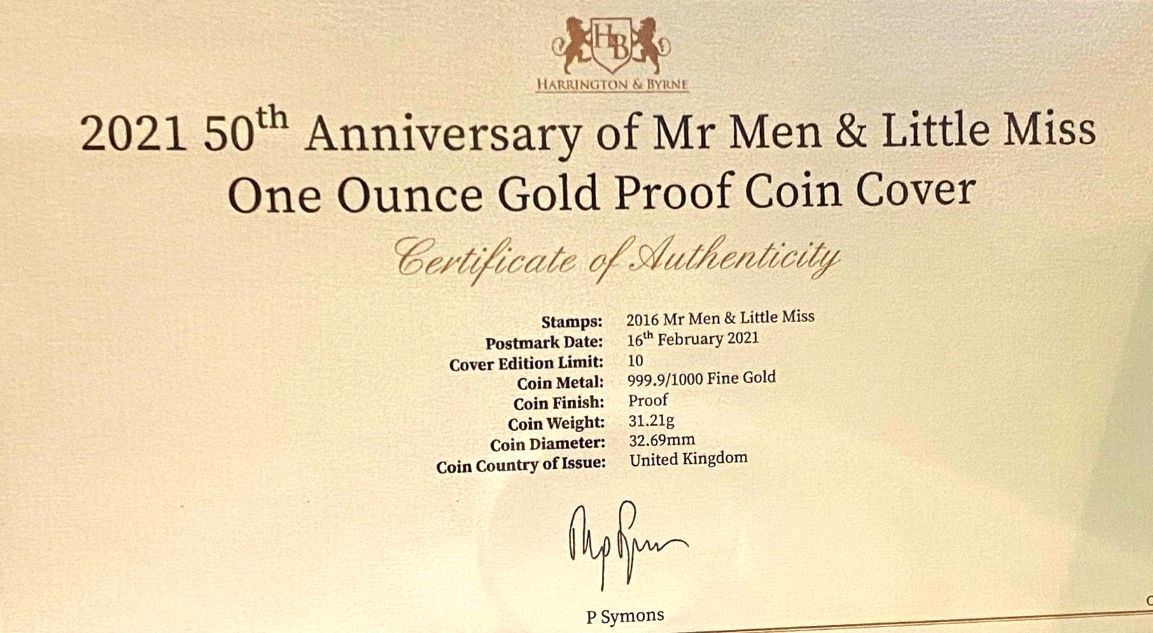 HB
HARRINGTON & BYRNE
2021 50th Anniversary of Mr Men & Little Miss
One Ounce Gold Proof Coin Cover
Certificate of Authenticity
Stamps: 2016 Mr Men & Little Miss
Postmark Date: 16th February 2021
Cover Edition Limit: 10
Coin Metal: 999.9/1000 Fine Gold
Coin Finish: Proof
Coin Weight: 31.21g
Coin Diameter: 32.69mm
Coin Country of Issue: United Kingdom
P Symons